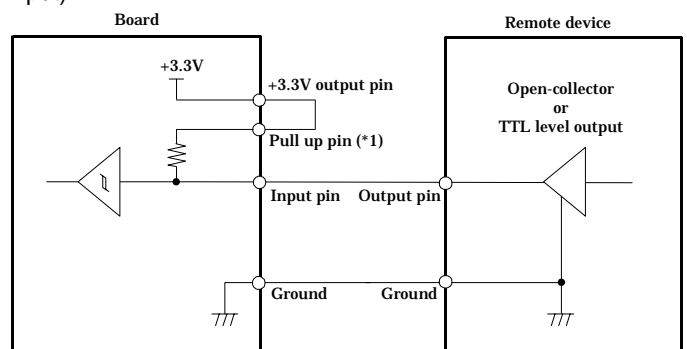 Board
Remote device
+3.3V
+3.3V output pin
Pull up pin (*1)
Open-collector
or
TTL level output
Input pin
Output pin
Ground
Ground